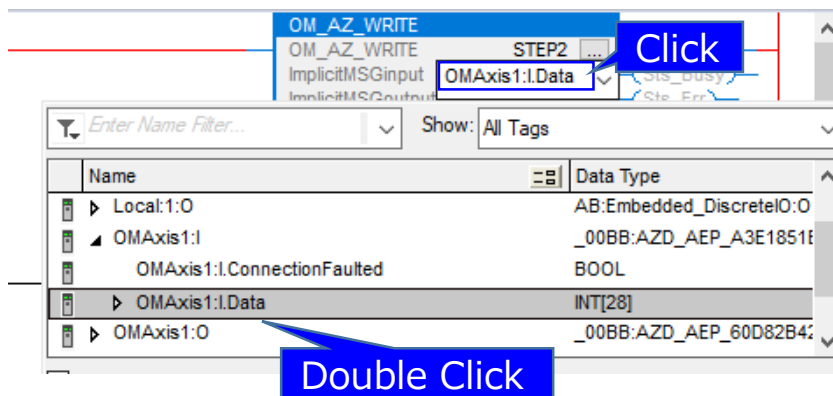 OM_AZ_WRITE
OM_AZ_WRITE STEP2 ...
Click
ImplicitMSGinput OMAxis1:I.Data (Sts_Busy)
ImplicitMSGoutput (Sts_Err)
Enter Name Filter... Show: All Tags
Name Data Type
Local:1:O AB:Embedded_DiscreteIO:O
OMAxis1:I _00BB:AZD_AEP_A3E1851E
OMAxis1:I.ConnectionFaulted BOOL
OMAxis1:I.Data INT[28]
OMAxis1:O _00BB:AZD_AEP_60D82B42
Double Click